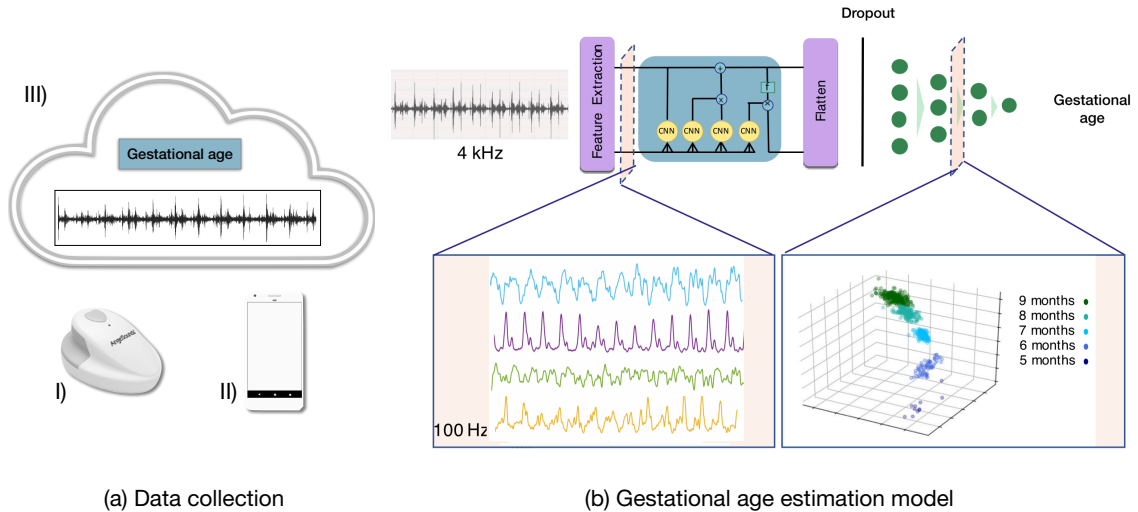 III)
Gestational age
AngelSounds
I)
II)
(a) Data collection
Dropout
4 kHz
Feature Extraction
CNN
CNN
CNN
CNN
Flatten
Gestational
age
100 Hz
9 months
8 months
7 months
6 months
5 months
(b) Gestational age estimation model